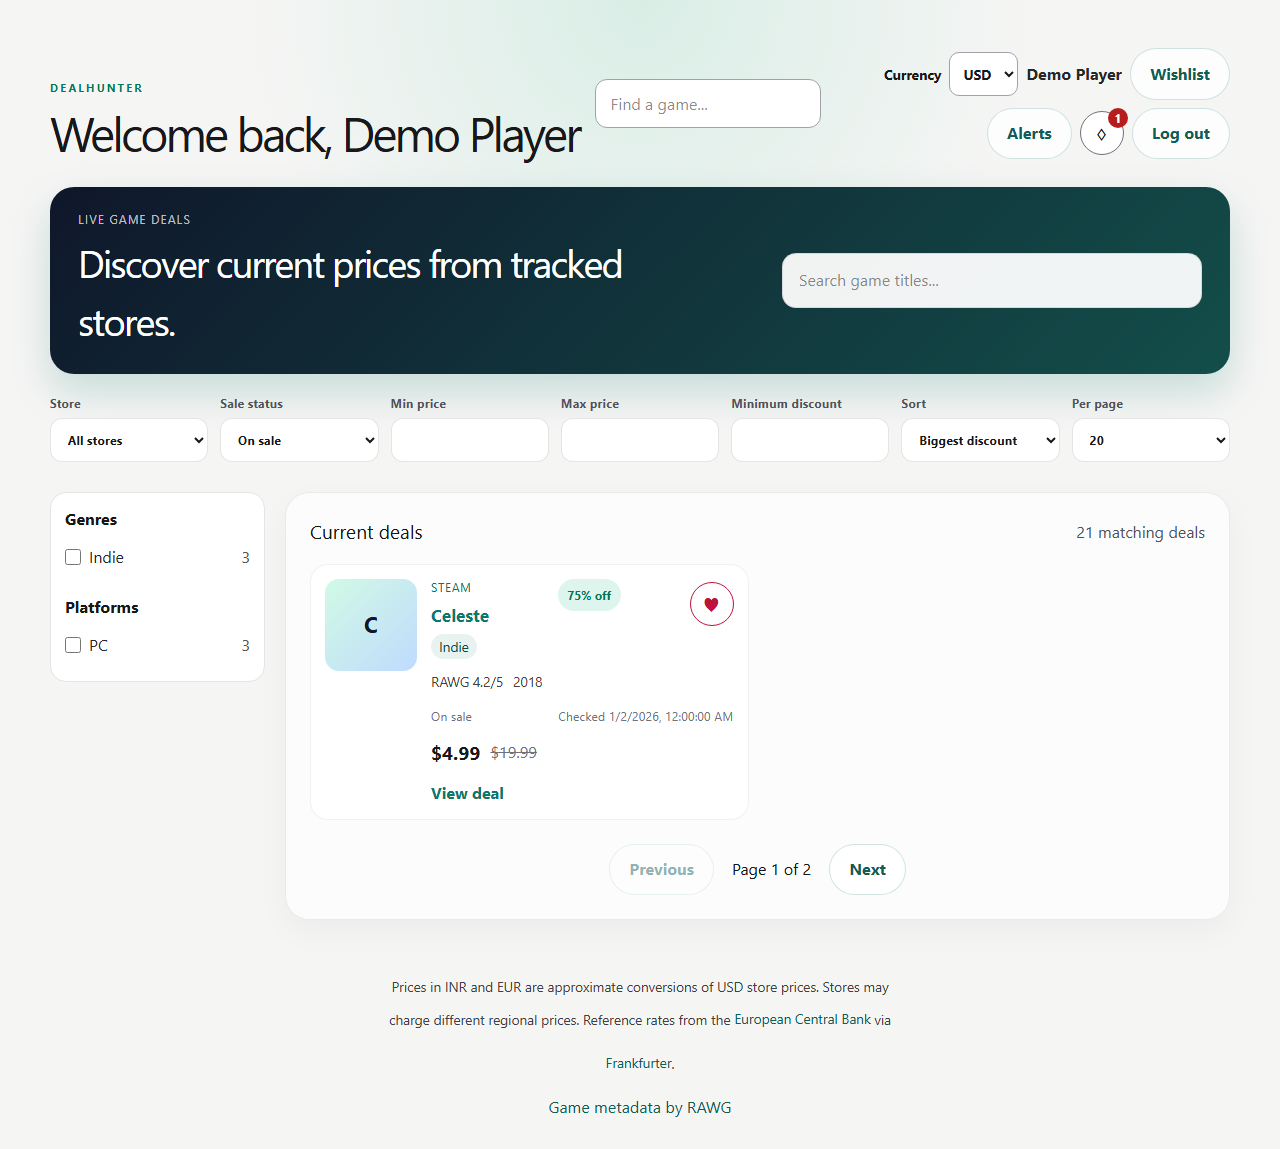 DEALHUNTER
Welcome back, Demo Player
Find a game...
Currency USD Demo Player Wishlist
Alerts ◊ 1 Log out
LIVE GAME DEALS
Discover current prices from tracked
stores.
Search game titles...
Store Sale status Min price Max price Minimum discount Sort Per page
All stores On sale Biggest discount 20
Genres
Indie 3
Platforms
PC 3
Current deals 21 matching deals
C
STEAM 75% off
Celeste
Indie
RAWG 4.2/5 2018
On sale Checked 1/2/2026, 12:00:00 AM
$4.99 $19.99
View deal
Previous Page 1 of 2 Next
Prices in INR and EUR are approximate conversions of USD store prices. Stores may
charge different regional prices. Reference rates from the European Central Bank via
Frankfurter.
Game metadata by RAWG